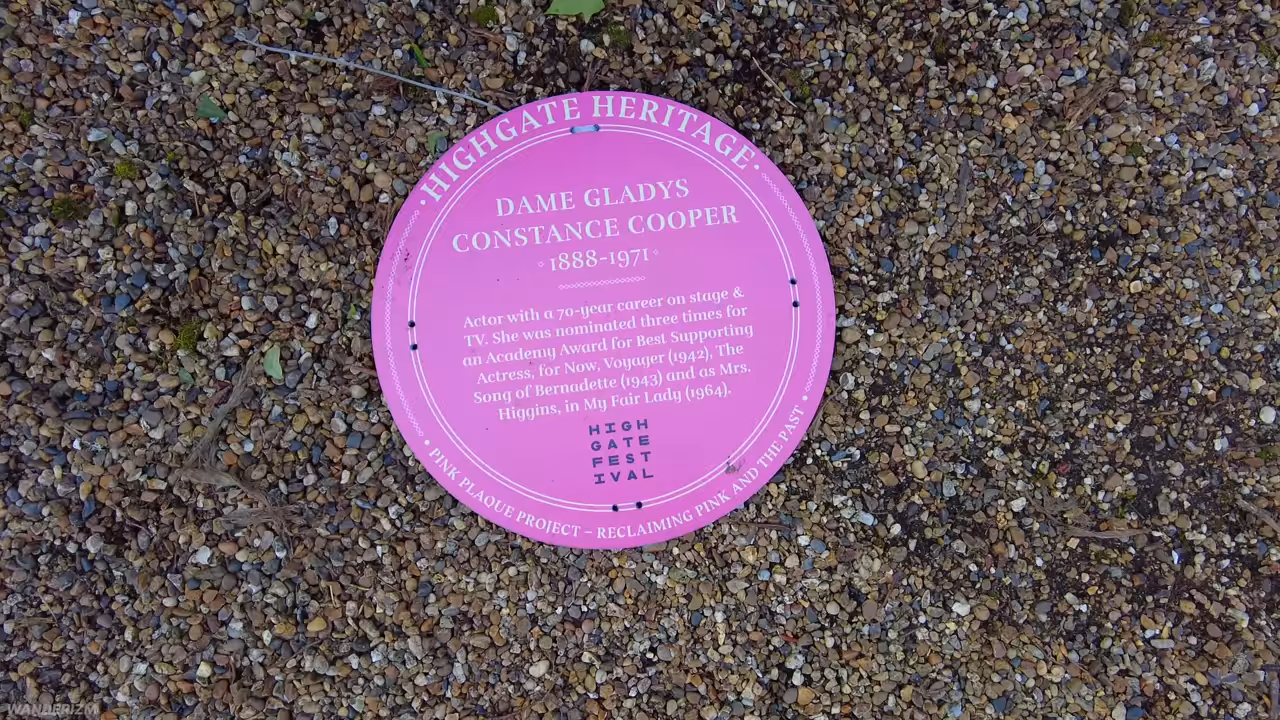 · HIGHGATE HERITAGE ·
DAME GLADYS
CONSTANCE COOPER
1888-1971
Actor with a 70-year career on stage &
TV. She was nominated three times for
an Academy Award for Best Supporting
Actress, for Now, Voyager (1942), The
Song of Bernadette (1943) and as Mrs.
Higgins, in My Fair Lady (1964).
HIGH
GATE
FEST
IVAL
• PINK PLAQUE PROJECT – RECLAIMING PINK AND THE PAST •
WANDERIZM